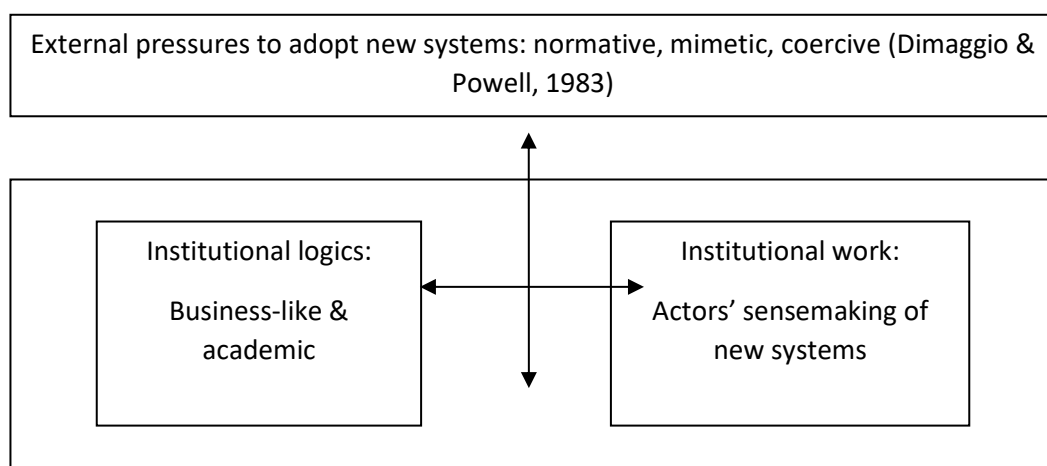 External pressures to adopt new systems: normative, mimetic, coercive (Dimaggio &
Powell, 1983)
Institutional logics:
Business-like &
academic
Institutional work:
Actors’ sensemaking of
new systems